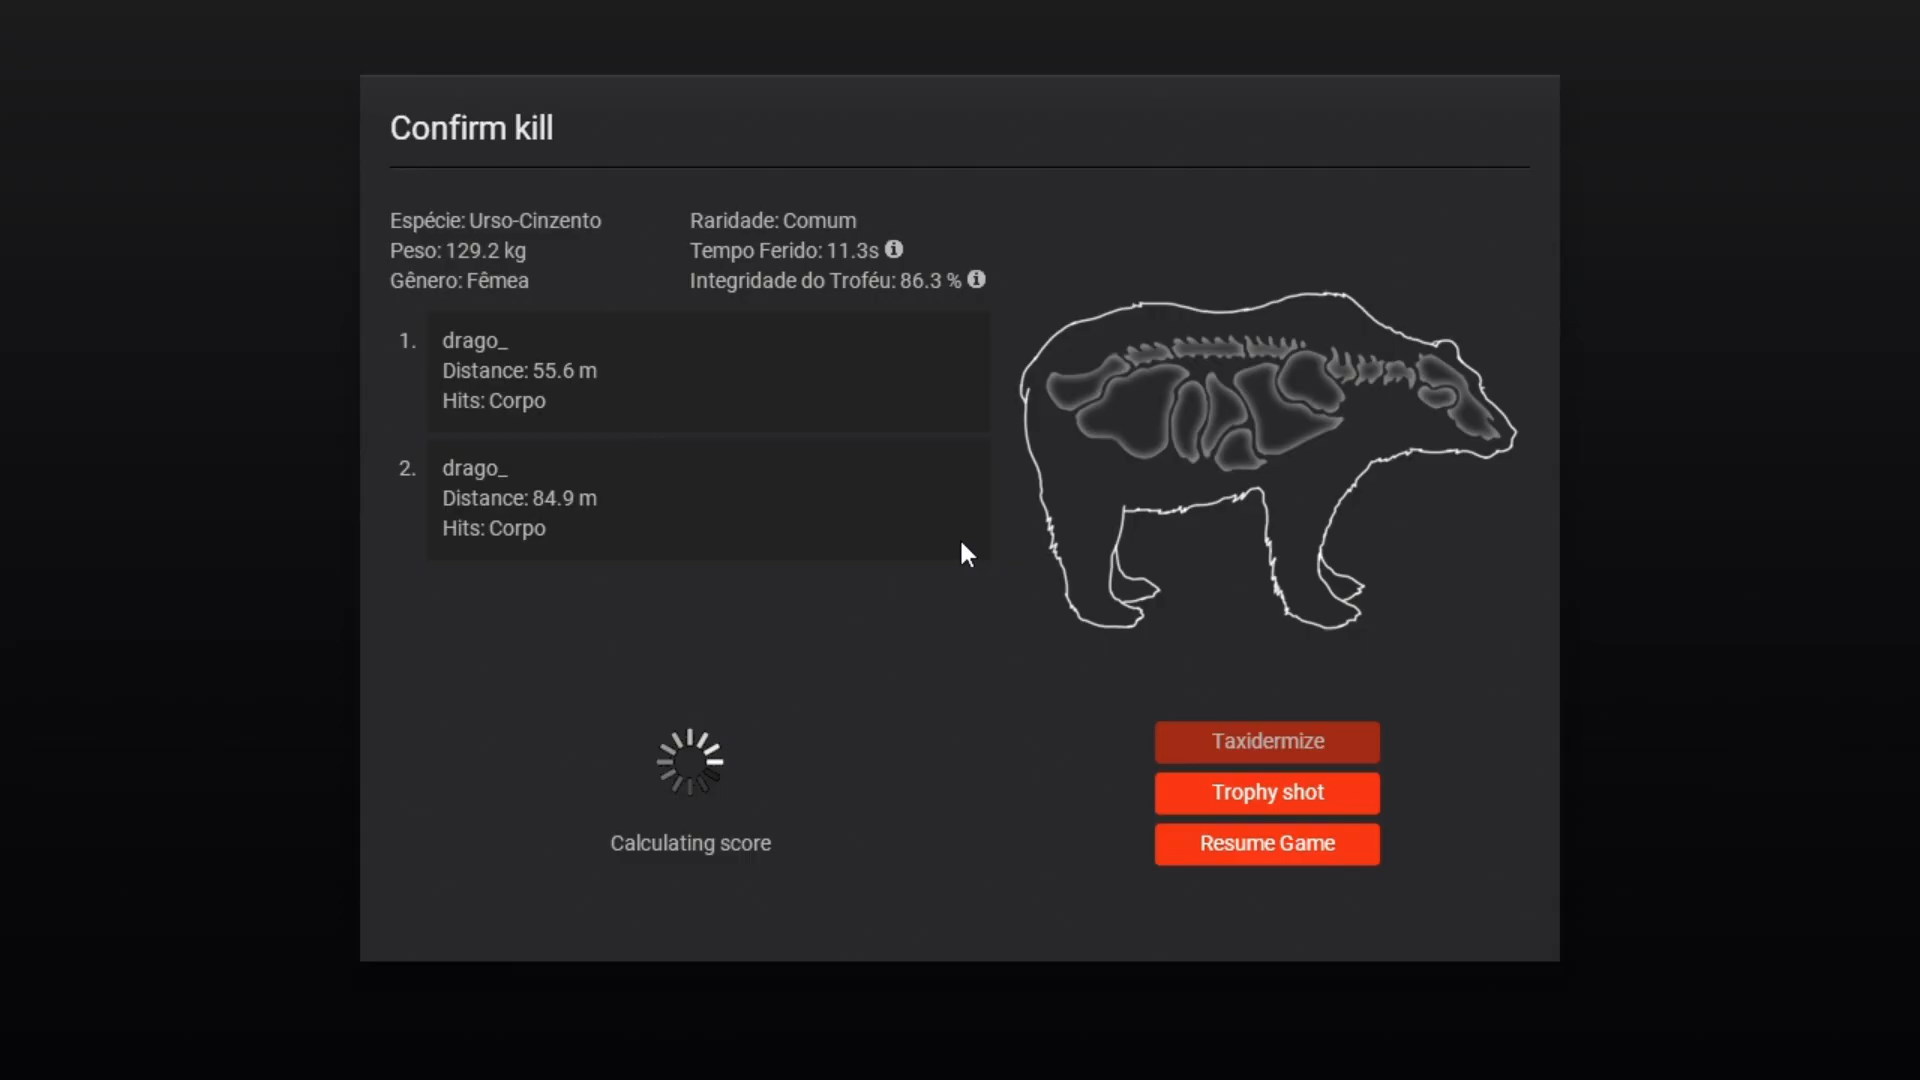 Confirm kill
Espécie: Urso-Cinzento
Peso: 129.2 kg
Gênero: Fêmea
Raridade: Comum
Tempo Ferido: 11.3s
Integridade do Troféu: 86.3 %
1.
drago_
Distance: 55.6 m
Hits: Corpo
2.
drago_
Distance: 84.9 m
Hits: Corpo
Calculating score
Taxidermize
Trophy shot
Resume Game